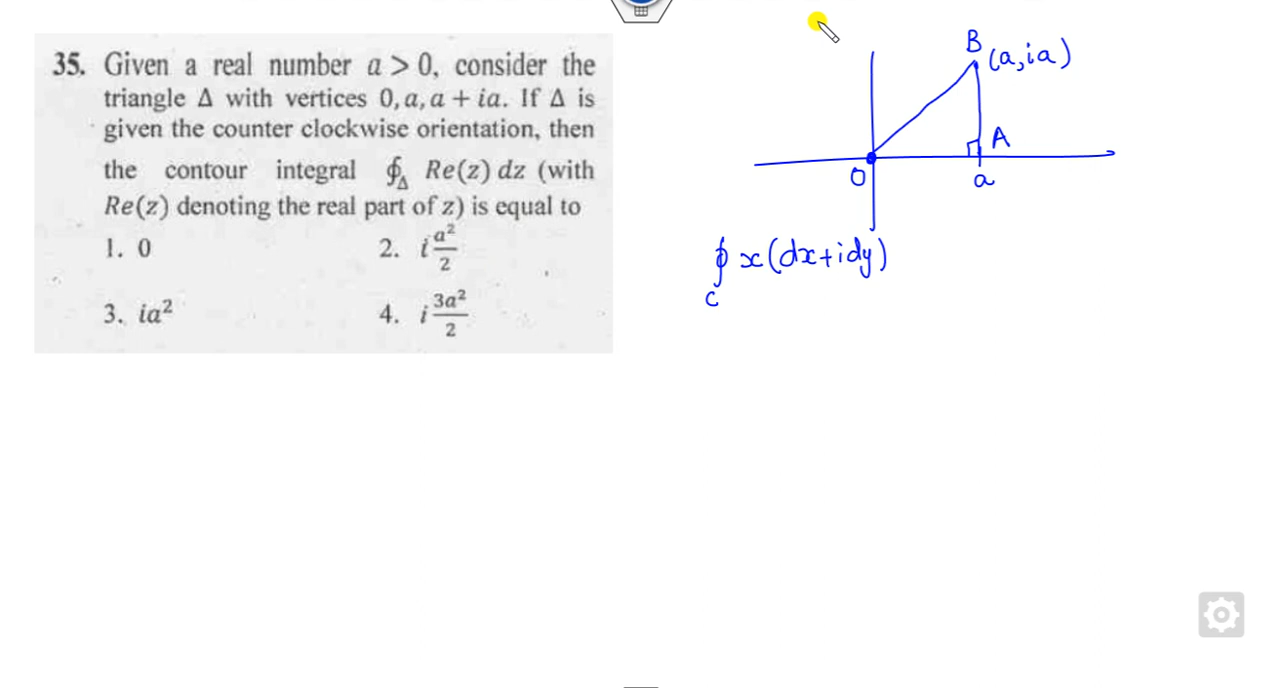 35. Given a real number a > 0, consider the
triangle Δ with vertices 0, a, a + ia. If Δ is
given the counter clockwise orientation, then
the contour integral ∮_Δ Re(z) dz (with
Re(z) denoting the real part of z) is equal to
1. 0 2. i a²/2
3. ia² 4. i 3a²/2
B (a, ia)
A
O a
∮_C x(dx+idy)